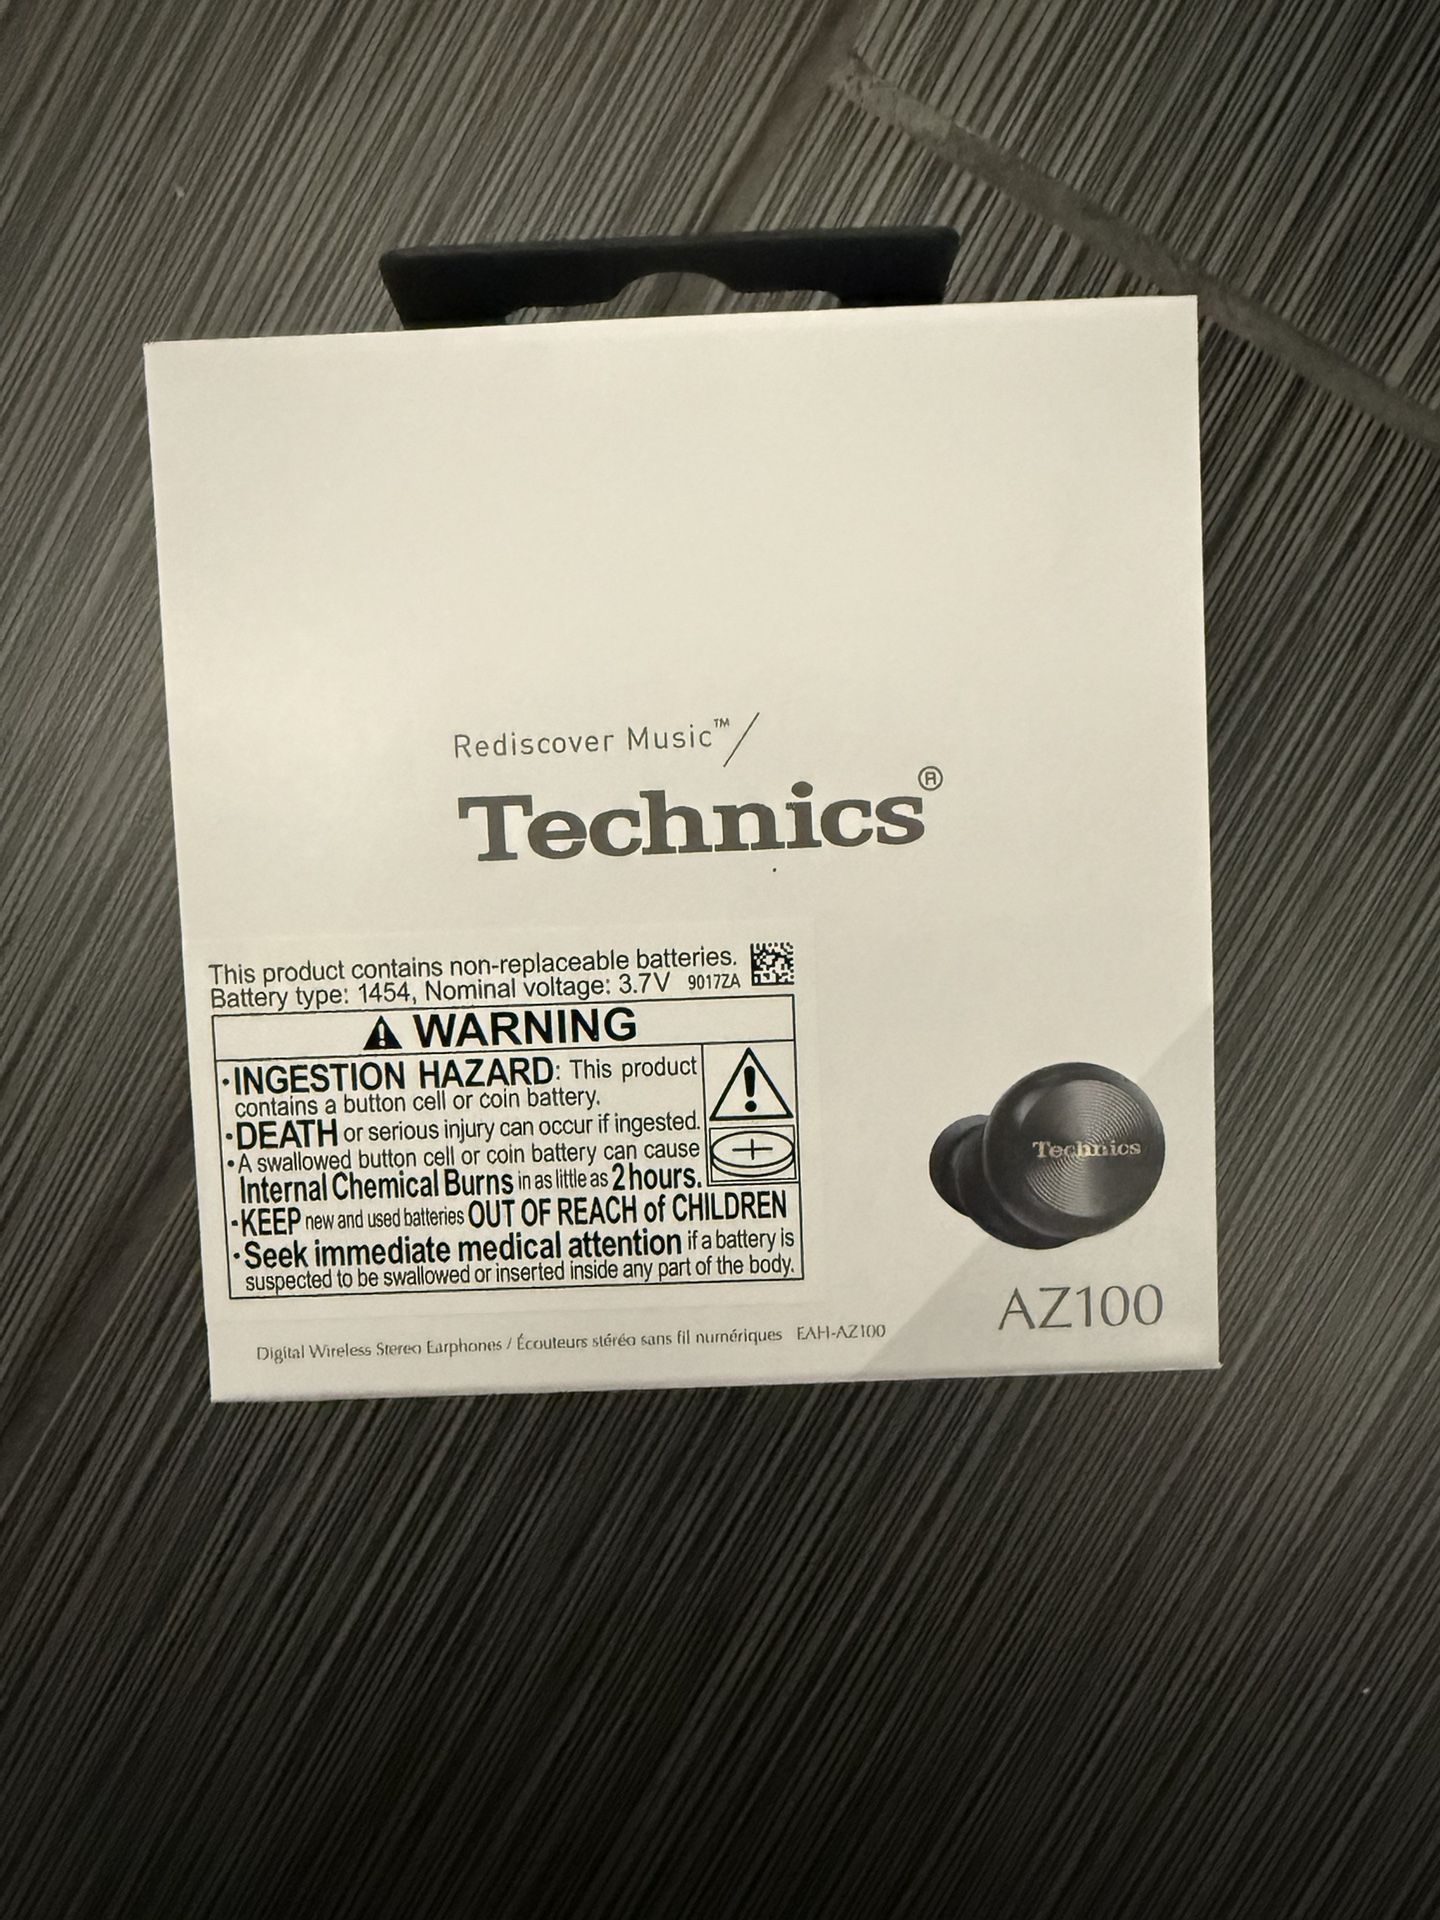 Rediscover Music™/
Technics®
This product contains non-replaceable batteries.
Battery type: 1454, Nominal voltage: 3.7V 9017ZA
⚠ WARNING
·INGESTION HAZARD: This product
contains a button cell or coin battery.
·DEATH or serious injury can occur if ingested.
·A swallowed button cell or coin battery can cause
Internal Chemical Burns in as little as 2 hours.
·KEEP new and used batteries OUT OF REACH of CHILDREN
·Seek immediate medical attention if a battery is
suspected to be swallowed or inserted inside any part of the body.
Technics
AZ100
Digital Wireless Stereo Earphones / Écouteurs stéréo sans fil numériques EAH-AZ100